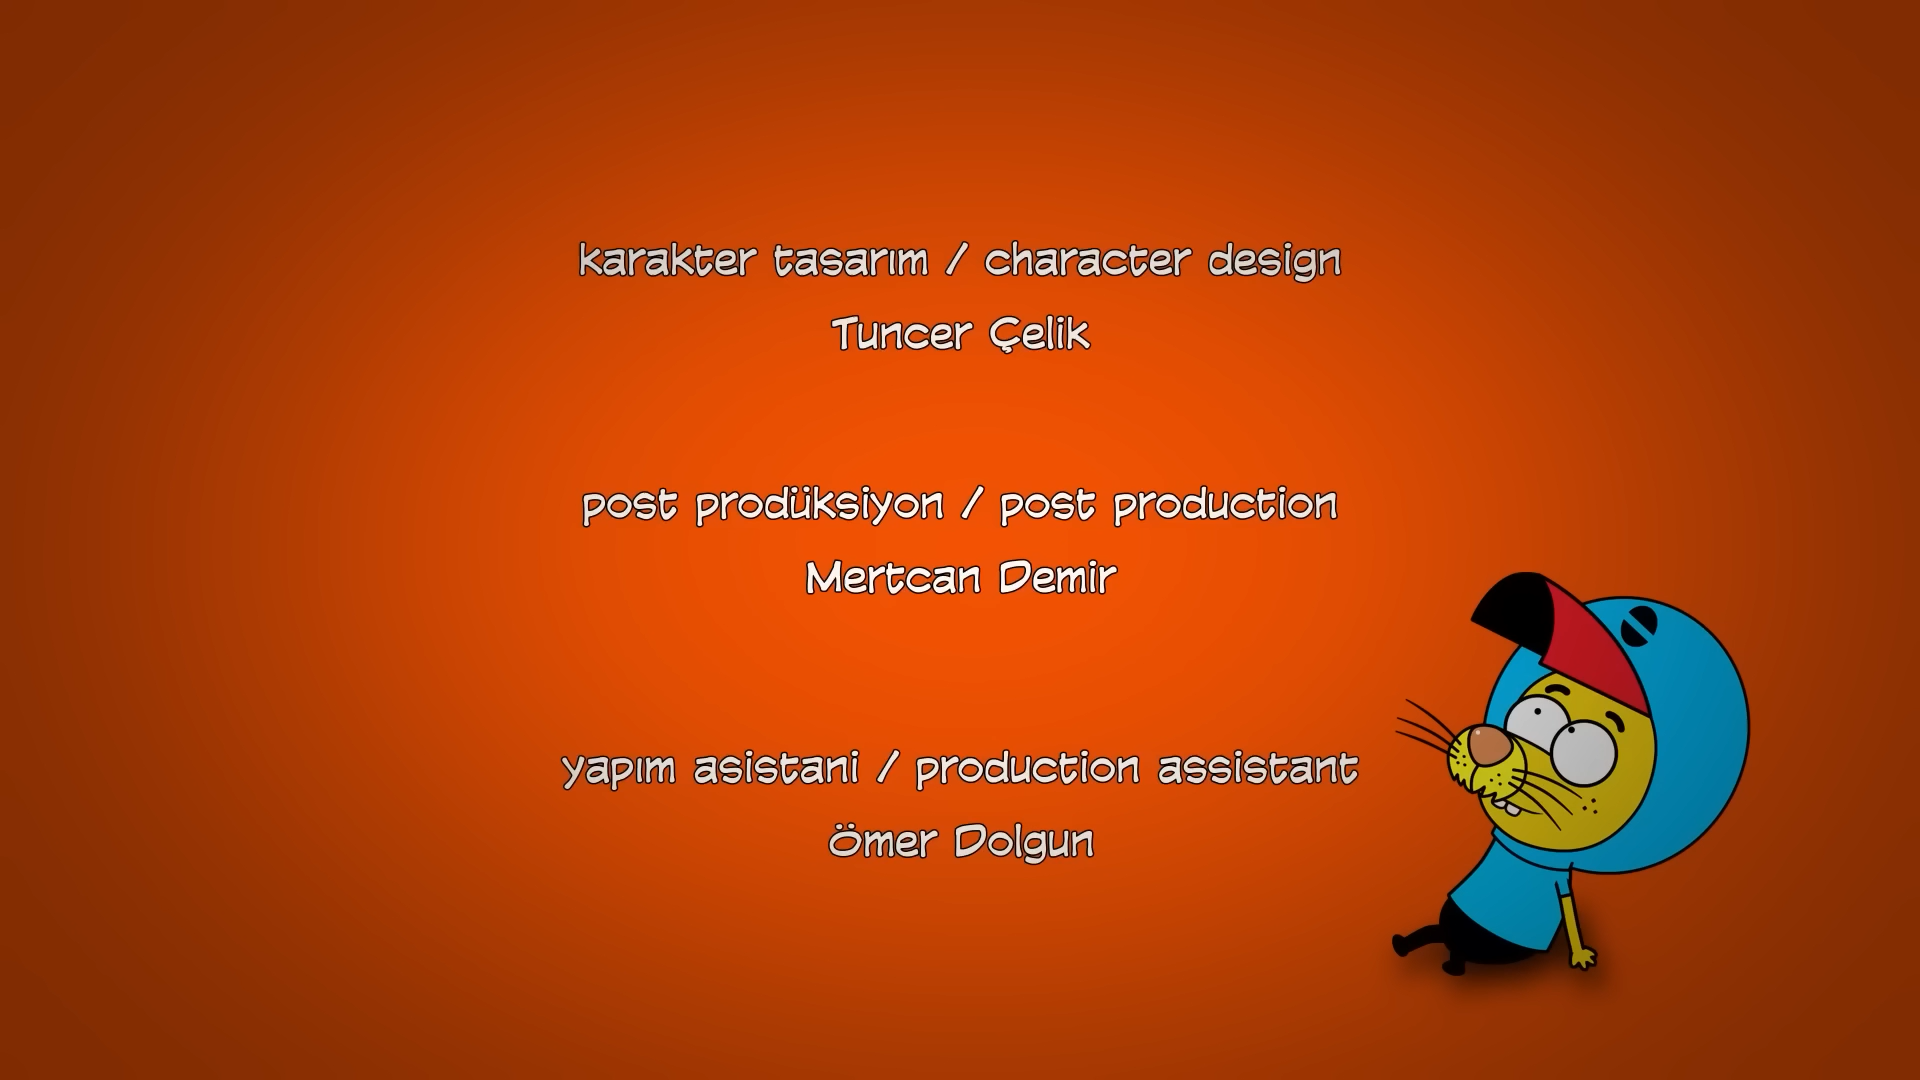 karakter tasarım / character design
Tuncer Çelik
post prodüksiyon / post production
Mertcan Demir
yapım asistani / production assistant
Ömer Dolgun